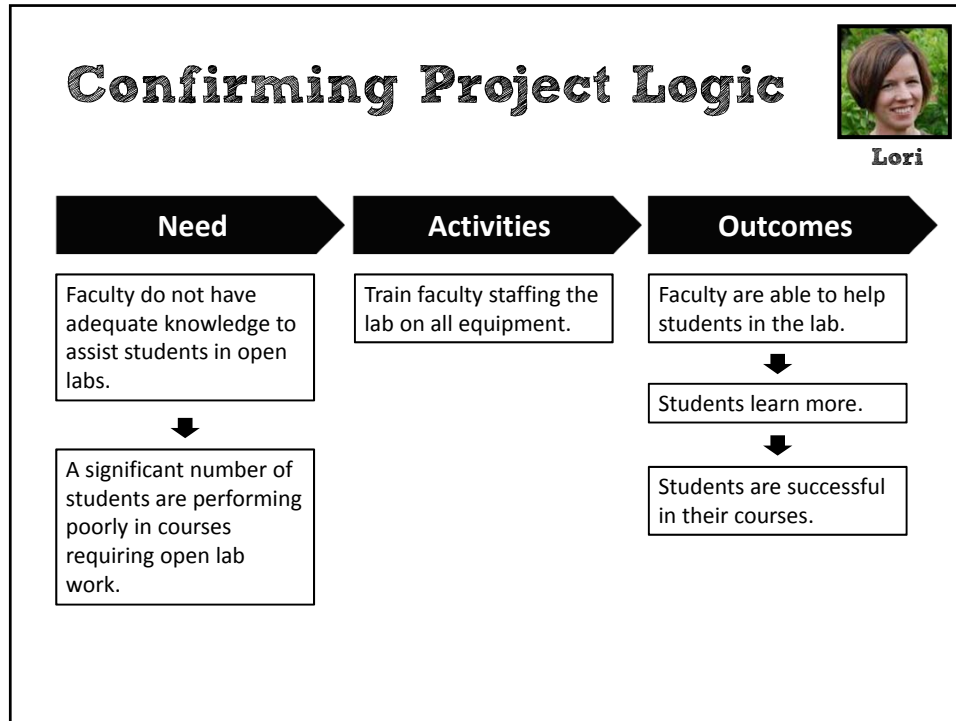 Confirming Project Logic
Lori
Need
Activities
Outcomes
Faculty do not have
adequate knowledge to
assist students in open
labs.
A significant number of
students are performing
poorly in courses
requiring open lab
work.
Train faculty staffing the
lab on all equipment.
Faculty are able to help
students in the lab.
Students learn more.
Students are successful
in their courses.